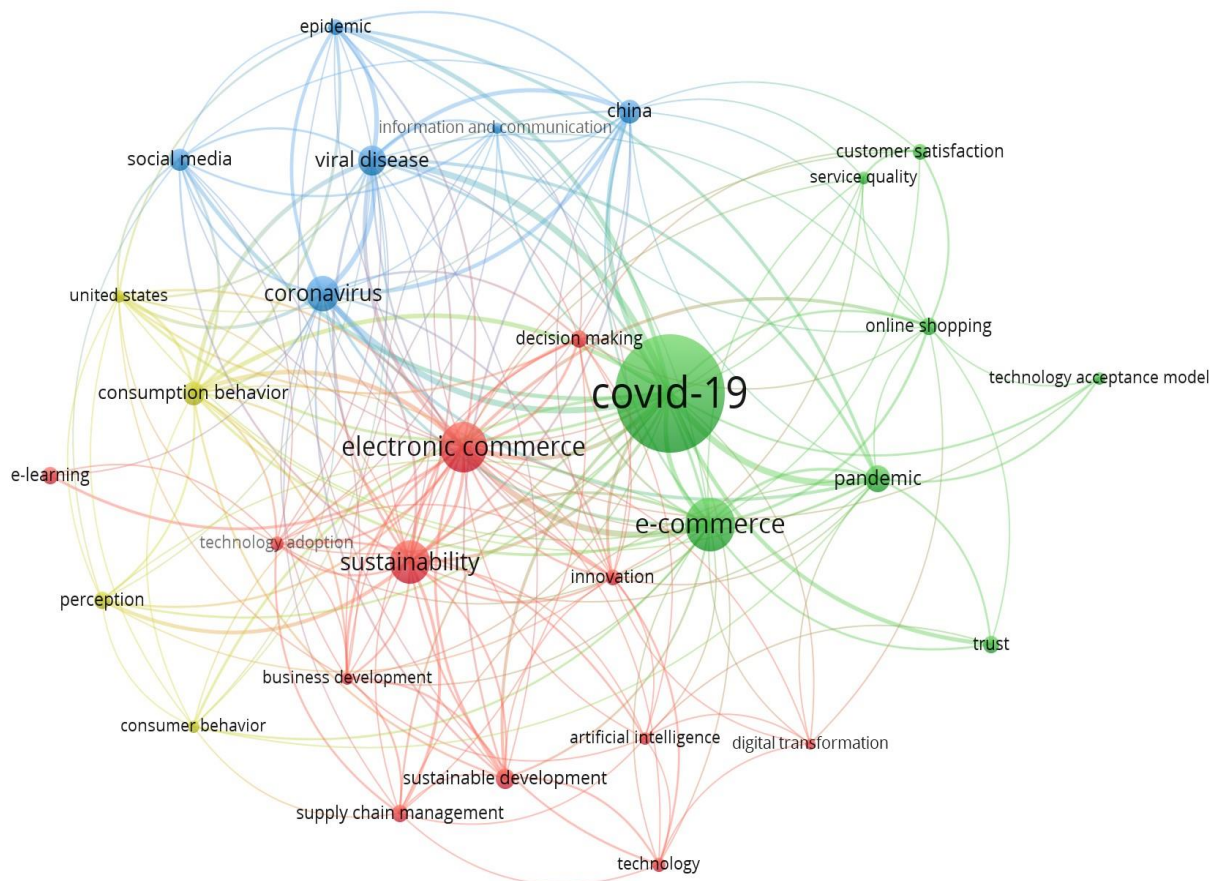 epidemic
china
information and communication
social media
viral disease
customer satisfaction
service quality
united states
coronavirus
online shopping
decision making
technology acceptance model
consumption behavior
covıd-19
electronic commerce
e-learning
pandemic
e-commerce
technology adoption
sustainability
innovation
perception
trust
business development
consumer behavior
artificial intelligence
digital transformation
sustainable development
supply chain management
technology